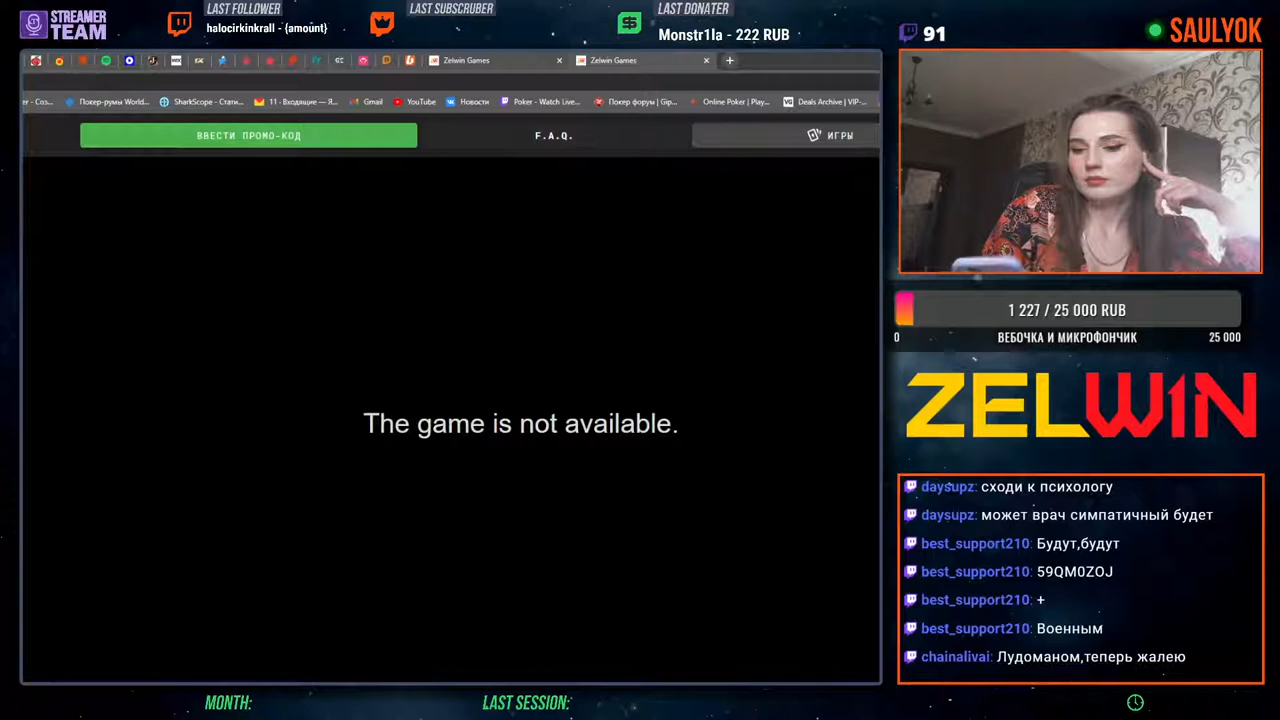 STREAMER
TEAM
LAST FOLLOWER
halocirkinkrall - {amount}
LAST SUBSCRUBER
LAST DONATER
Monstr1la - 222 RUB
91
SAULYOK
Zelwin Games
Zelwin Games
er - Соз...
Покер-румы World...
SharkScope - Стати...
11 · Входящие — Я...
Gmail
YouTube
Новости
Poker - Watch Live...
Покер форум | Gip...
Online Poker | Play...
Deals Archive | VIP-...
ВВЕСТИ ПРОМО-КОД
F.A.Q.
ИГРЫ
The game is not available.
1 227 / 25 000 RUB
0
ВЕБОЧКА И МИКРОФОНЧИК
25 000
ZELWIN
daysupz: сходи к психологу
daysupz: может врач симпатичный будет
best_support210: Будут,будут
best_support210: 59QM0ZOJ
best_support210: +
best_support210: Военным
chainalivai: Лудоманом,теперь жалею
MONTH:
LAST SESSION: